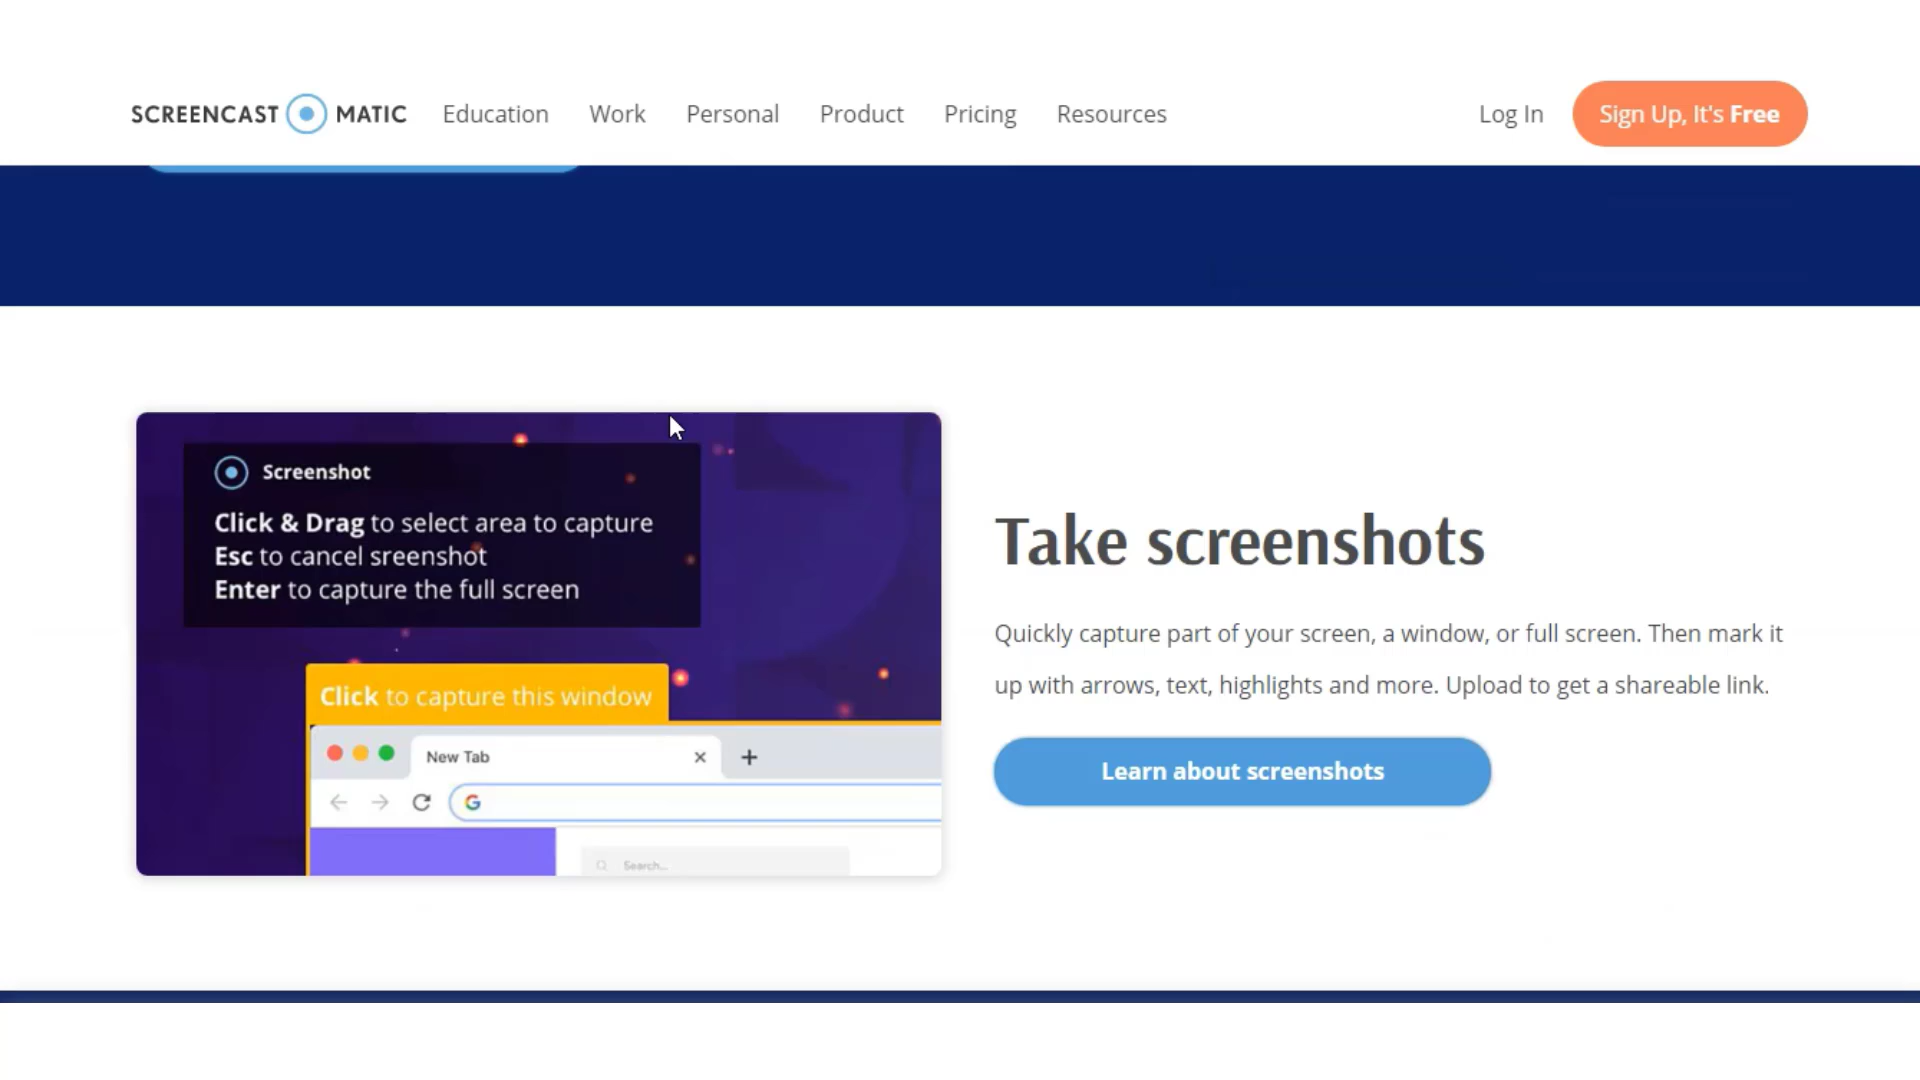 SCREENCAST MATIC Education Work Personal Product Pricing Resources Log In Sign Up, It's Free
Screenshot
Click & Drag to select area to capture
Esc to cancel sreenshot
Enter to capture the full screen
Click to capture this window
New Tab
Search...
Take screenshots
Quickly capture part of your screen, a window, or full screen. Then mark it
up with arrows, text, highlights and more. Upload to get a shareable link.
Learn about screenshots